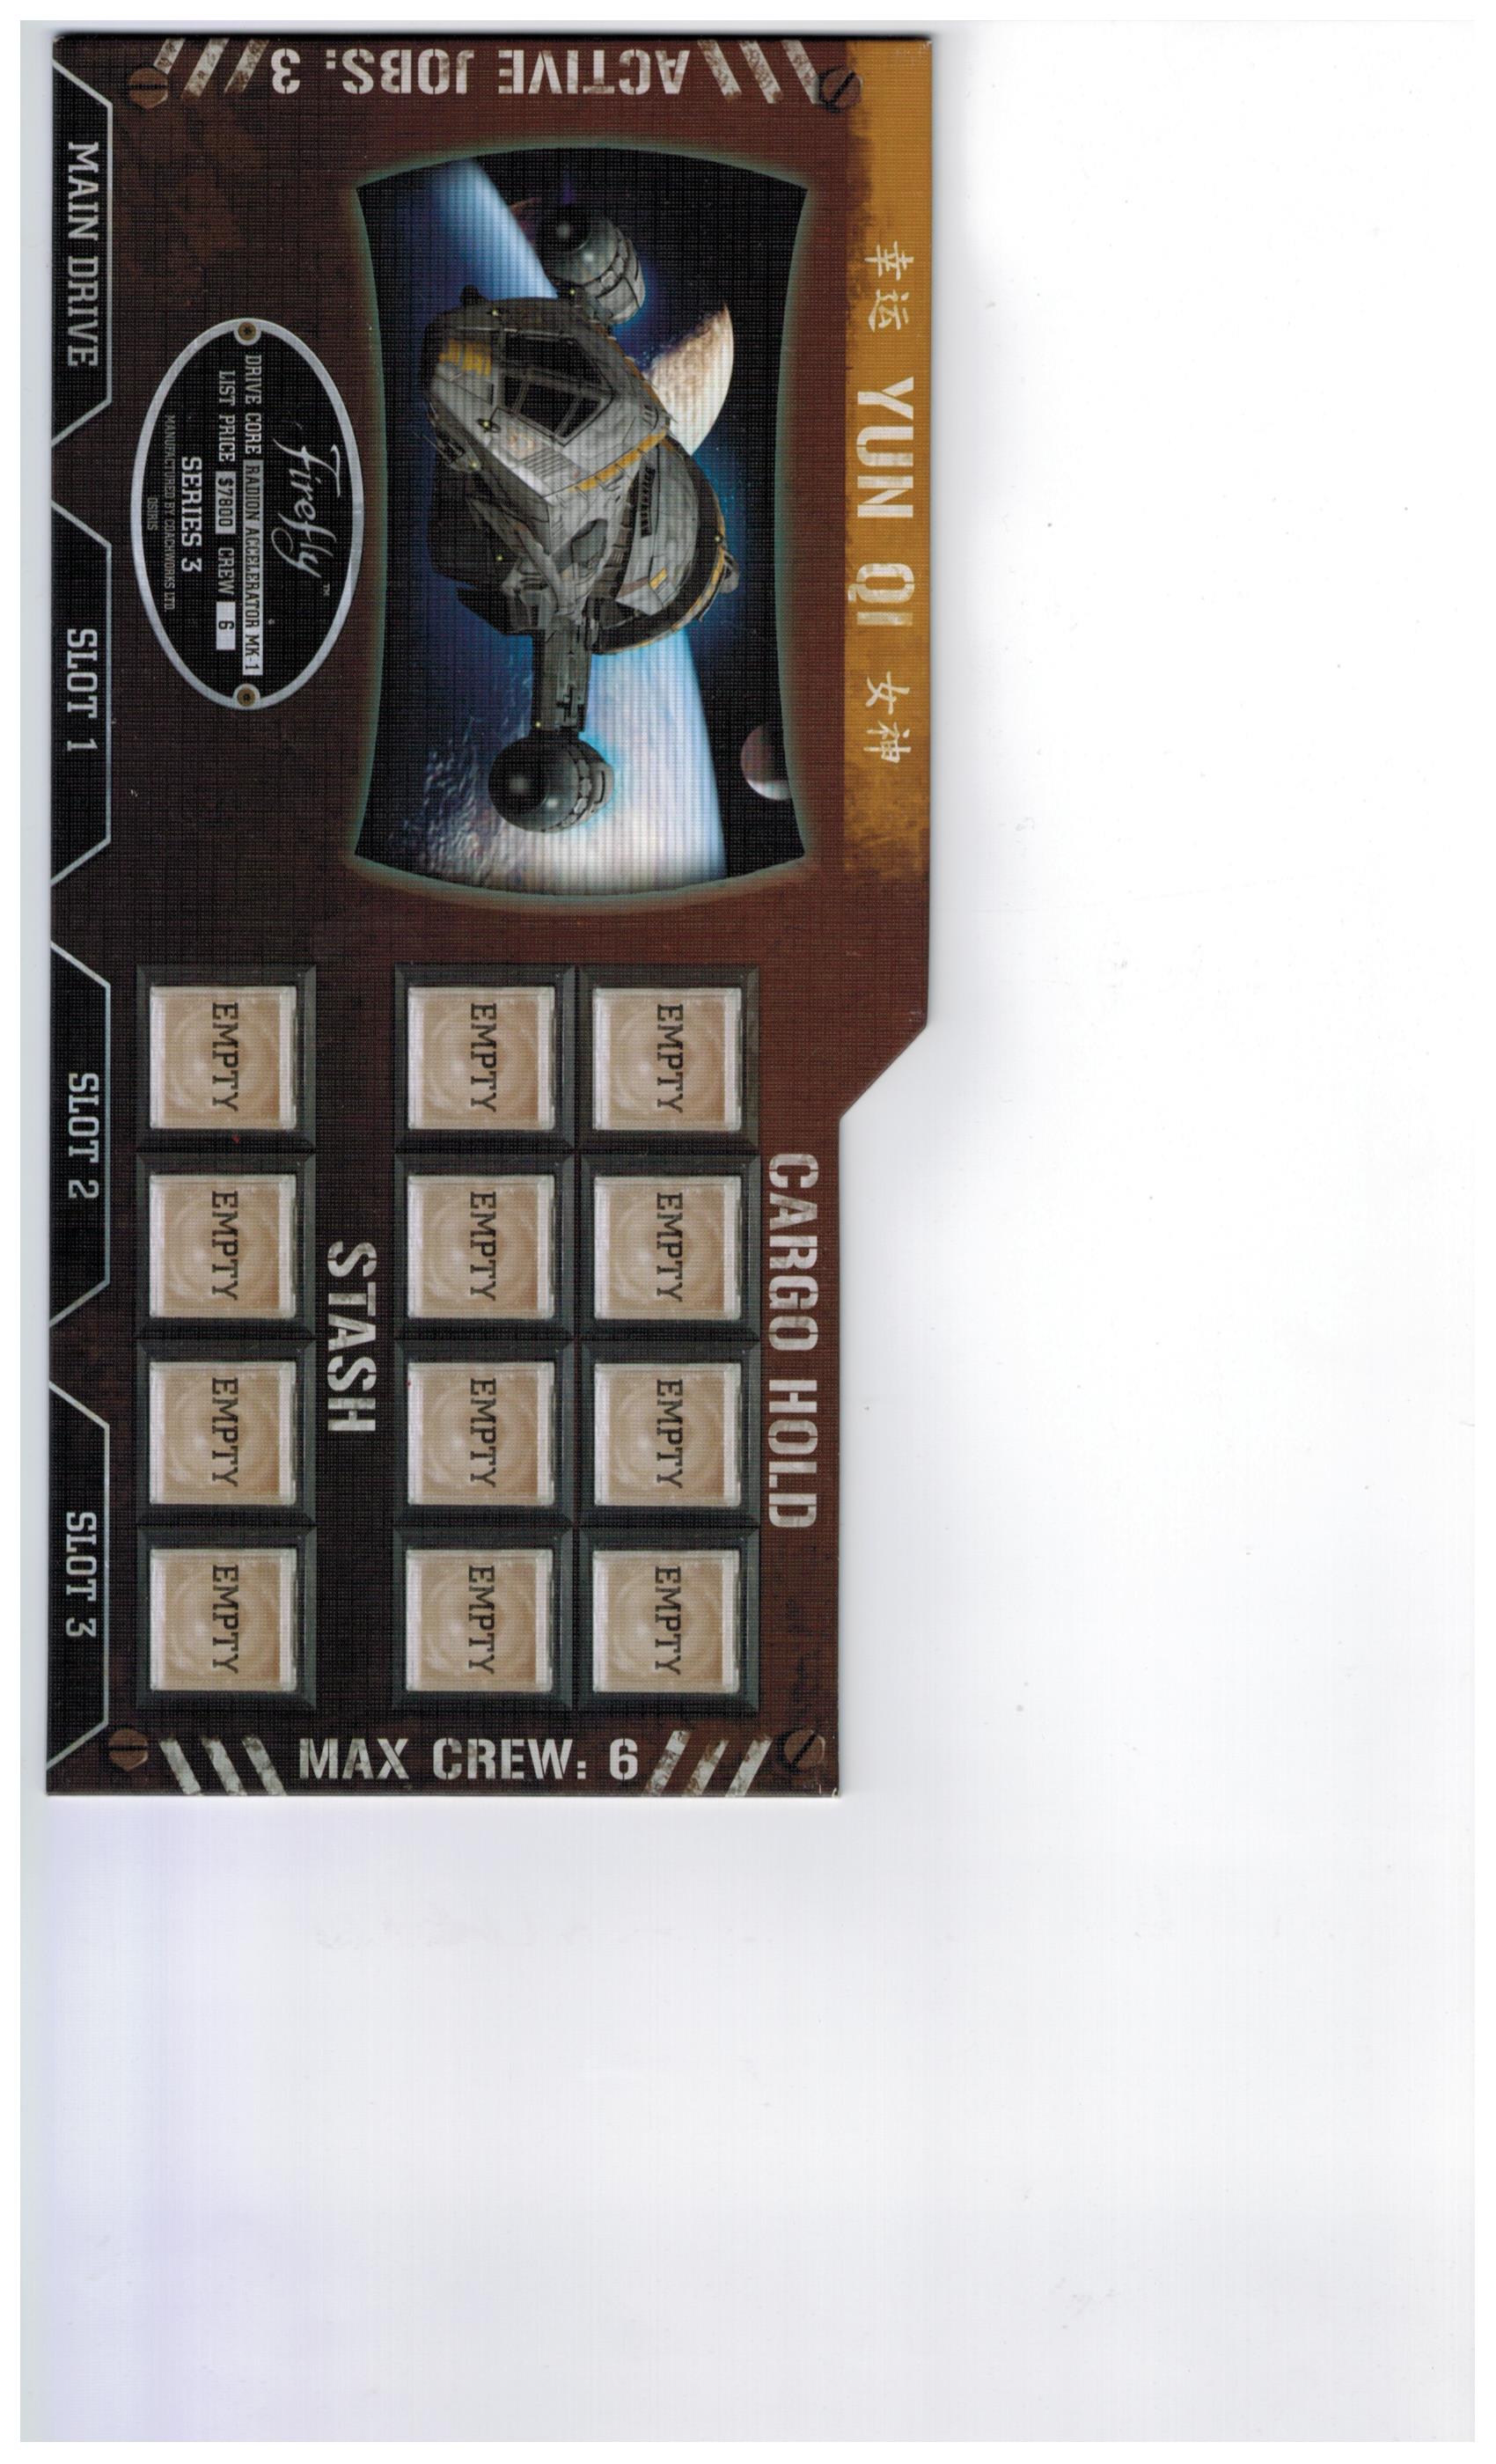 幸运 YUN QI 女神
ACTIVE JOBS: 3
CARGO HOLD
EMPTY EMPTY EMPTY EMPTY
EMPTY EMPTY EMPTY EMPTY
STASH
EMPTY EMPTY EMPTY EMPTY
MAX CREW: 6
Firefly™
DRIVE CORE RADION ACCELERATOR MK-1
LIST PRICE $7800 CREW 6
SERIES 3
MANUFACTURED BY COACHWORKS LTD.
OSIRIS
MAIN DRIVE SLOT 1 SLOT 2 SLOT 3